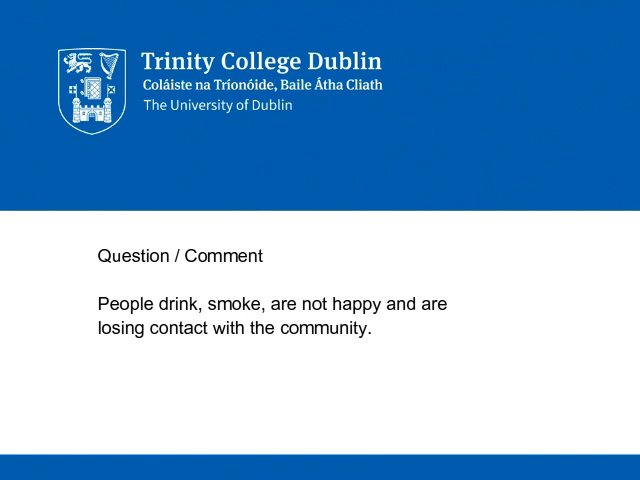 Trinity College Dublin
Coláiste na Tríonóide, Baile Átha Cliath
The University of Dublin
Question / Comment
People drink, smoke, are not happy and are
losing contact with the community.